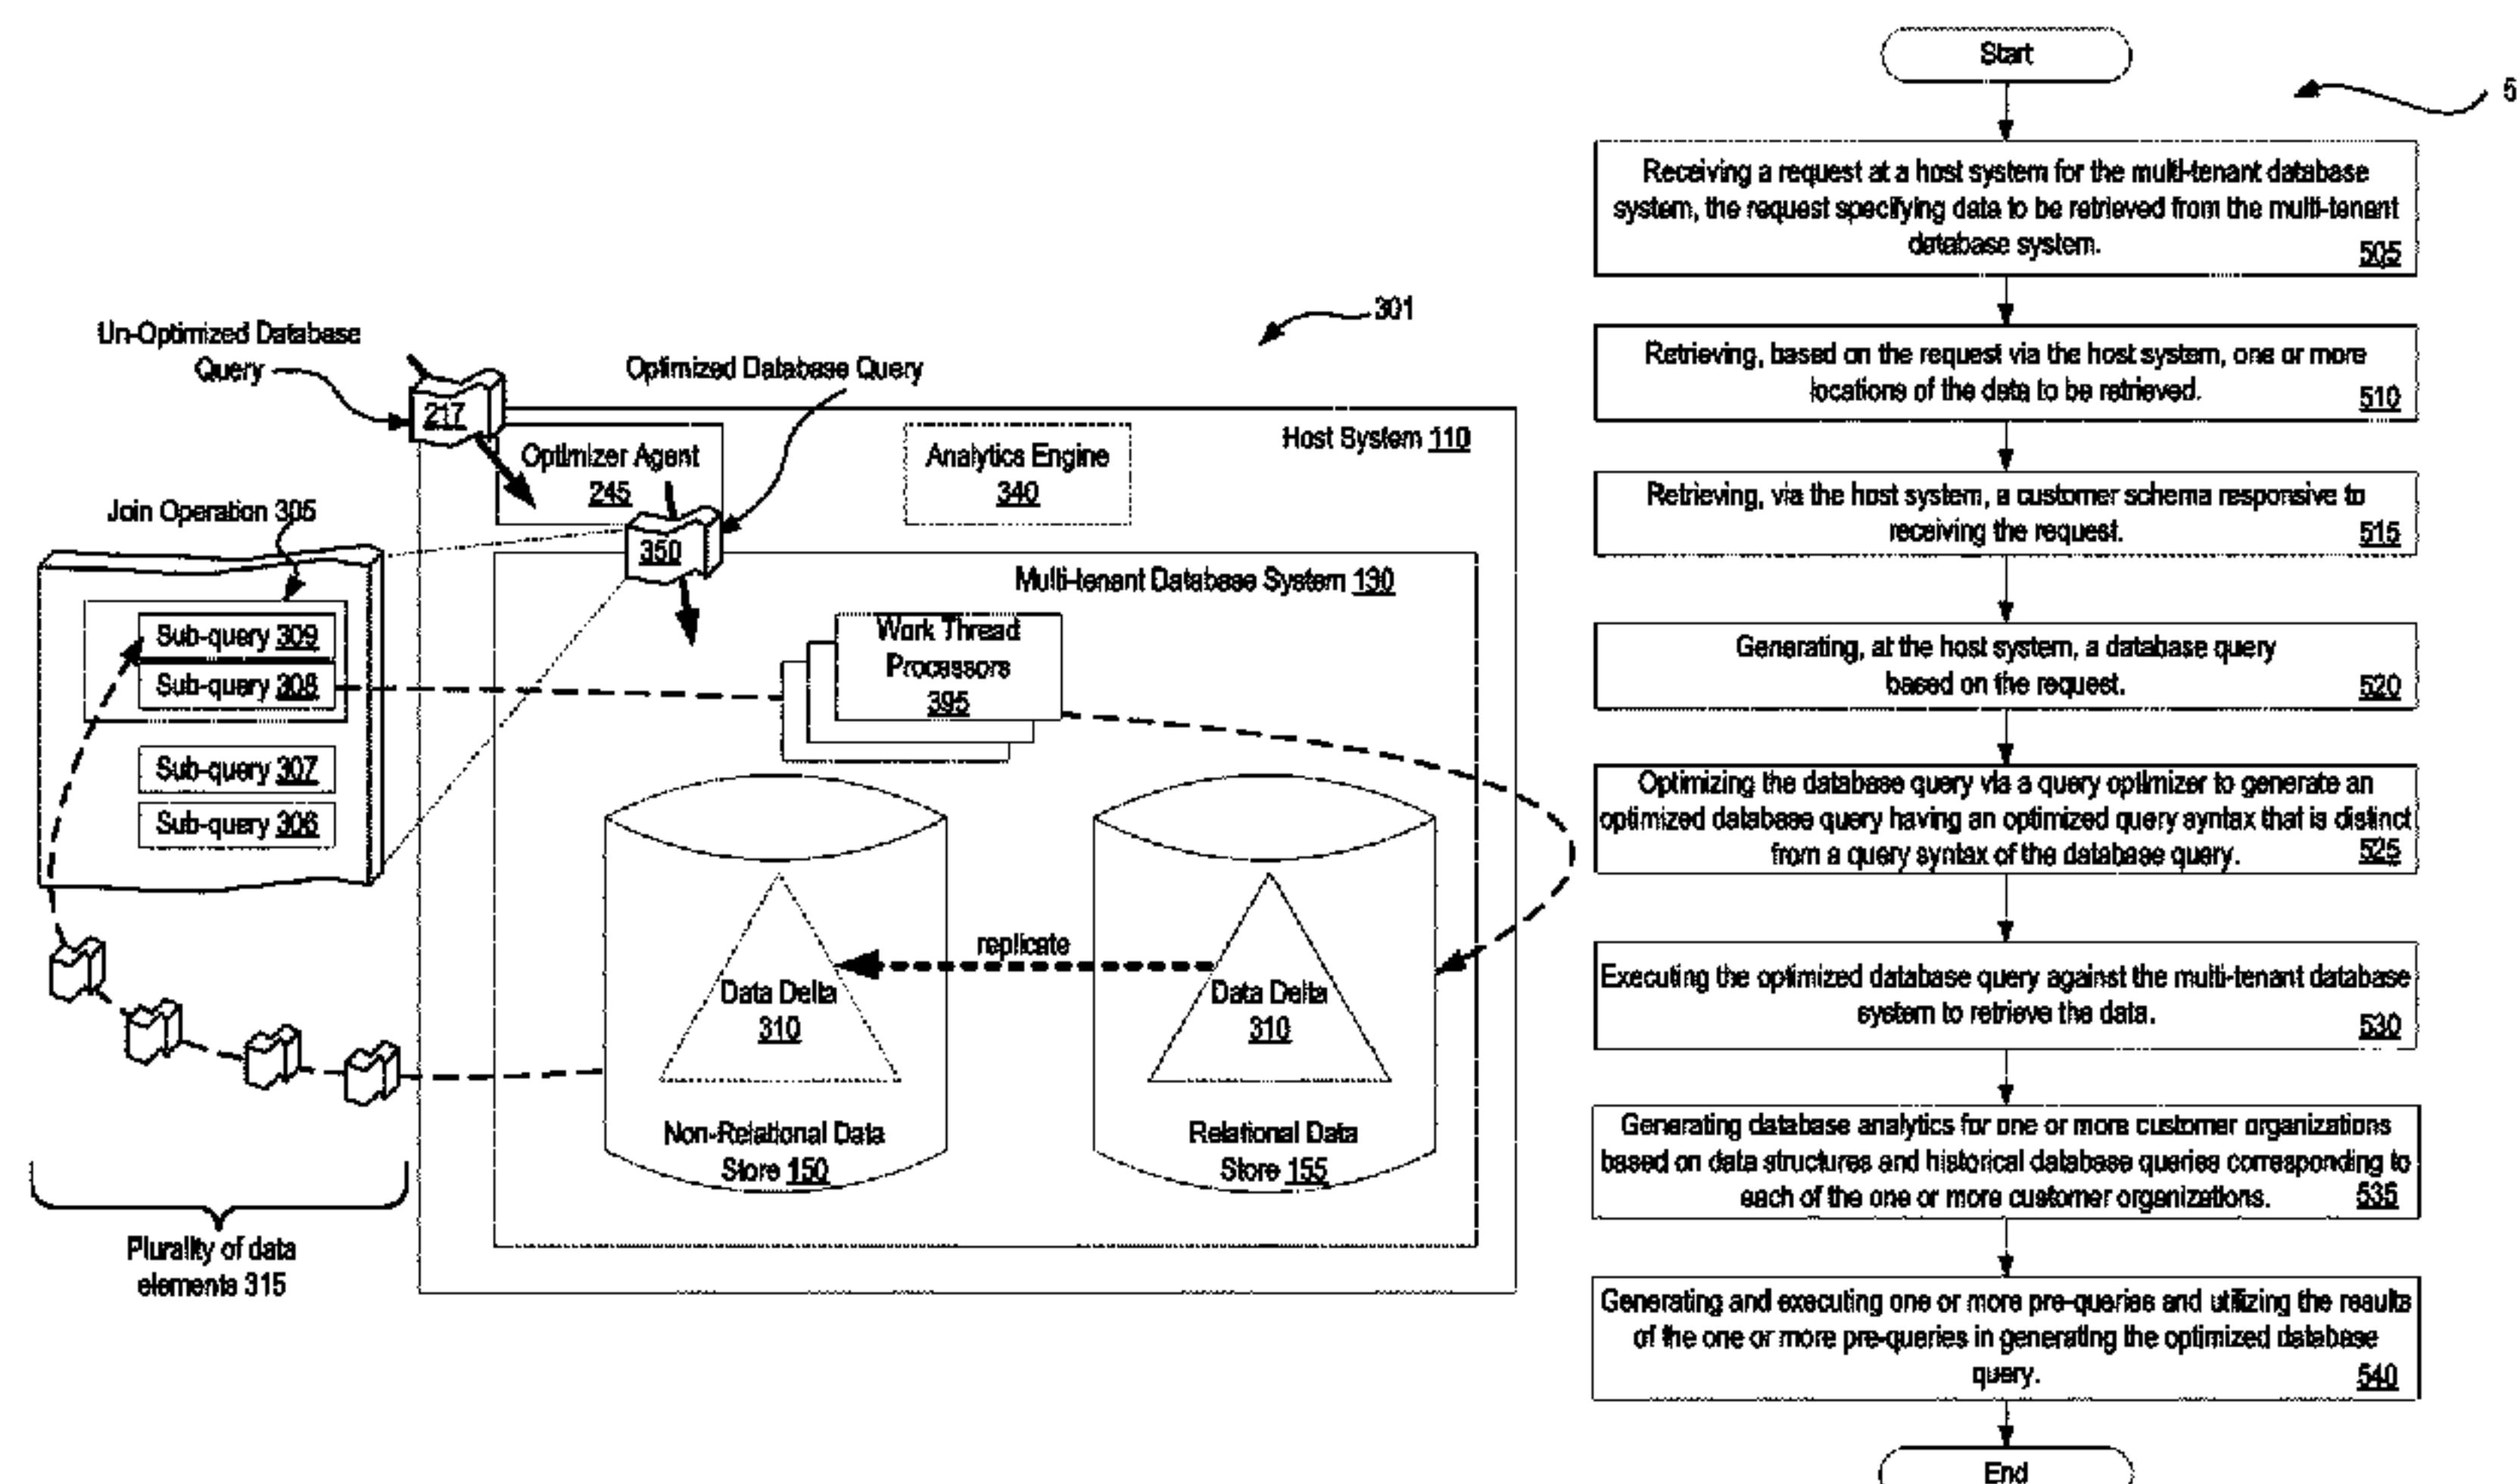 301
Un-Optimized Database
Query
217
Optimized Database Query
Host System 110
Optimizer Agent
245
Analytics Engine
340
350
Join Operation 305
Sub-query 309
Sub-query 308
Sub-query 307
Sub-query 306
Multi-tenant Database System 130
Work Thread
Processors
395
replicate
Data Delta
310
Data Delta
310
Non-Relational Data
Store 150
Relational Data
Store 155
Plurality of data
elements 315
Start
5
Receiving a request at a host system for the multi-tenant database
system, the request specifying data to be retrieved from the multi-tenant
database system.
505
Retrieving, based on the request via the host system, one or more
locations of the data to be retrieved.
510
Retrieving, via the host system, a customer schema responsive to
receiving the request.
515
Generating, at the host system, a database query
based on the request.
520
Optimizing the database query via a query optimizer to generate an
optimized database query having an optimized query syntax that is distinct
from a query syntax of the database query.
525
Executing the optimized database query against the multi-tenant database
system to retrieve the data.
530
Generating database analytics for one or more customer organizations
based on data structures and historical database queries corresponding to
each of the one or more customer organizations.
535
Generating and executing one or more pre-queries and utilizing the results
of the one or more pre-queries in generating the optimized database
query.
540
End